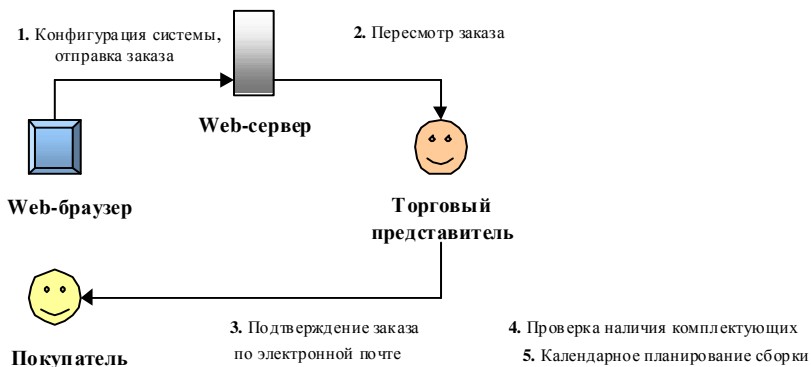 1. Конфигурация системы,
отправка заказа
2. Пересмотр заказа
Web-сервер
Web-браузер
Торговый
представитель
3. Подтверждение заказа
по электронной почте
4. Проверка наличия комплектующих
5. Календарное планирование сборки
Покупатель